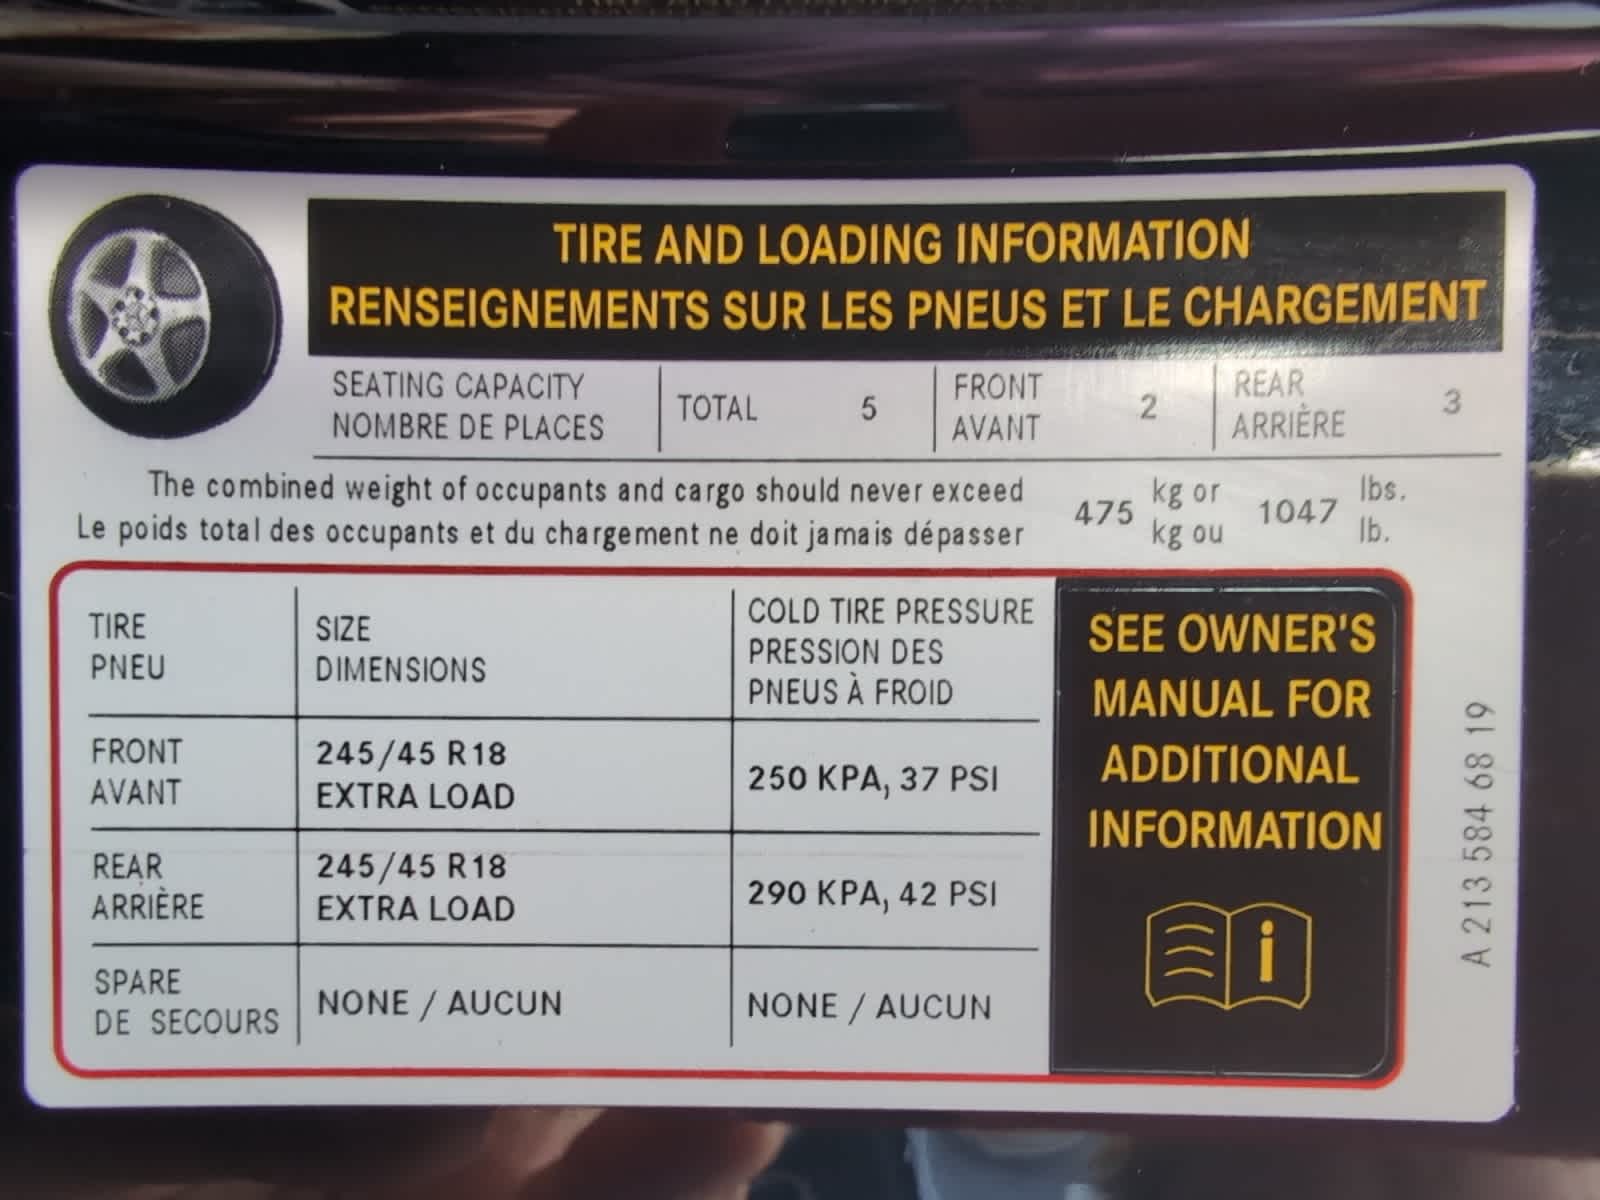 TIRE AND LOADING INFORMATION
RENSEIGNEMENTS SUR LES PNEUS ET LE CHARGEMENT
SEATING CAPACITY
NOMBRE DE PLACES
TOTAL 5
FRONT
AVANT
2
REAR
ARRIÈRE
3
The combined weight of occupants and cargo should never exceed
Le poids total des occupants et du chargement ne doit jamais dépasser
475
kg or
kg ou
1047
lbs.
lb.
TIRE
PNEU
SIZE
DIMENSIONS
COLD TIRE PRESSURE
PRESSION DES
PNEUS À FROID
FRONT
AVANT
245/45 R18
EXTRA LOAD
250 KPA, 37 PSI
REAR
ARRIÈRE
245/45 R18
EXTRA LOAD
290 KPA, 42 PSI
SPARE
DE SECOURS
NONE / AUCUN
NONE / AUCUN
SEE OWNER'S
MANUAL FOR
ADDITIONAL
INFORMATION
i
A 213 584 68 19